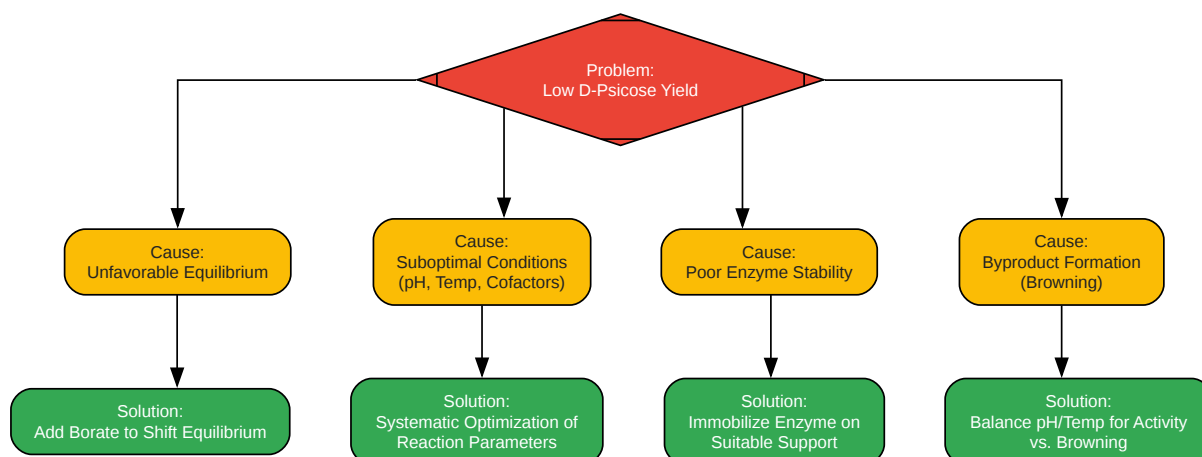 Problem:
Low D-Psicose Yield
Cause:
Unfavorable Equilibrium
Cause:
Suboptimal Conditions
(pH, Temp, Cofactors)
Cause:
Poor Enzyme Stability
Cause:
Byproduct Formation
(Browning)
Solution:
Add Borate to Shift Equilibrium
Solution:
Systematic Optimization of
Reaction Parameters
Solution:
Immobilize Enzyme on
Suitable Support
Solution:
Balance pH/Temp for Activity
vs. Browning